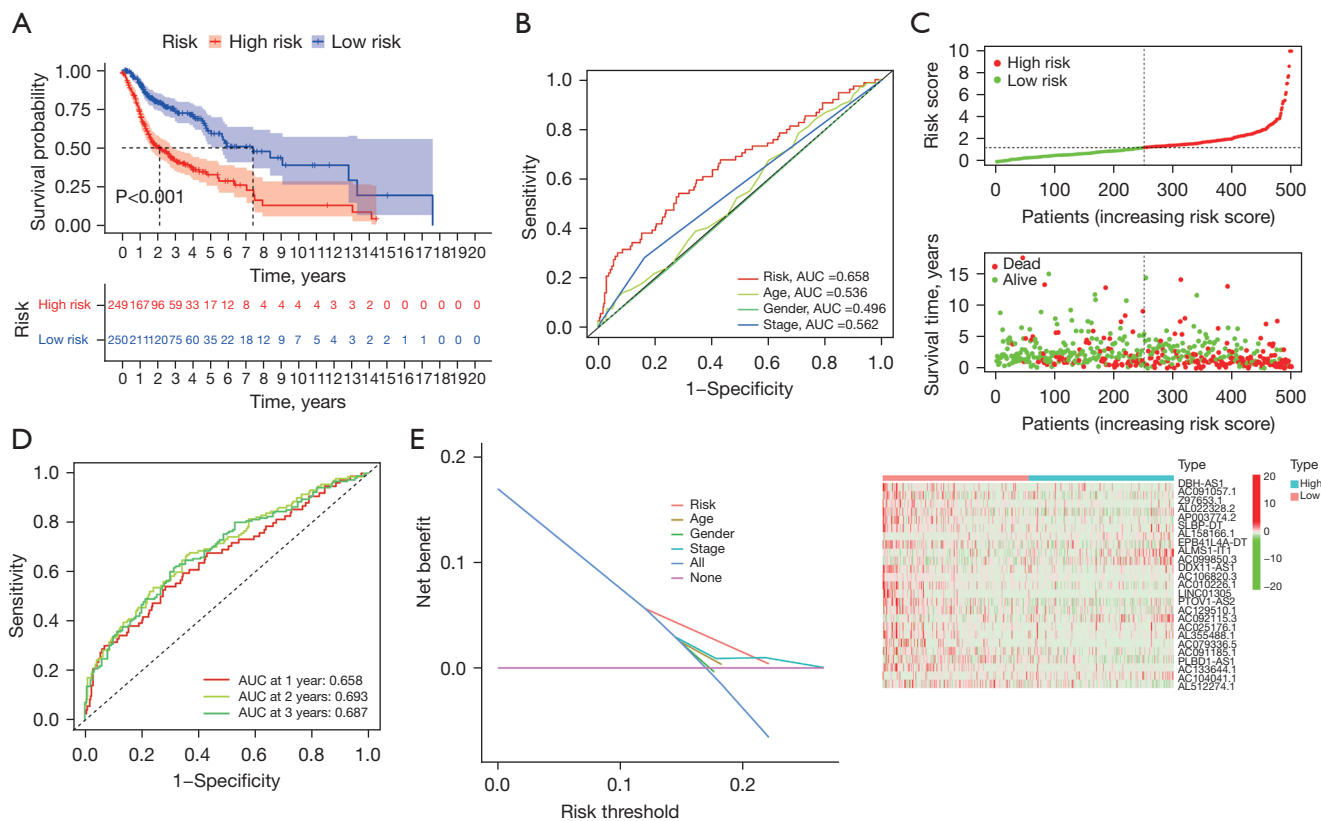 A
Risk High risk Low risk
Survival probability
1.00
0.75
0.50
0.25
0.00
P<0.001
0 1 2 3 4 5 6 7 8 9 10 11 12 13 14 15 16 17 18 19 20
Time, years
Risk
High risk 249 167 96 59 33 17 12 8 4 4 4 4 3 3 2 0 0 0 0 0 0
Low risk 250 211 120 75 60 35 22 18 12 9 7 5 4 3 2 2 1 1 0 0 0
0 1 2 3 4 5 6 7 8 9 10 11 12 13 14 15 16 17 18 19 20
Time, years
B
Sensitivity
1.0
0.8
0.6
0.4
0.2
0.0
Risk, AUC =0.658
Age, AUC =0.536
Gender, AUC =0.496
Stage, AUC =0.562
0.0 0.2 0.4 0.6 0.8 1.0
1−Specificity
C
Risk score
10
8
6
4
2
0
High risk
Low risk
0 100 200 300 400 500
Patients (increasing risk score)
Survival time, years
15
10
5
0
Dead
Alive
0 100 200 300 400 500
Patients (increasing risk score)
Type
DBH-AS1
AC091057.1
Z97653.1
AL022328.2
AP003774.2
SLBP-DT
AL158166.1
EPB41L4A-DT
ALMS1-IT1
AC099850.3
DDX11-AS1
AC106820.3
AC010226.1
LINC01305
PTOV1-AS2
AC129510.1
AC092115.3
AC025176.1
AL355488.1
AC079336.5
AC091185.1
PLBD1-AS1
AC133644.1
AC104041.1
AL512274.1
20
10
0
−10
−20
Type
High
Low
D
Sensitivity
1.0
0.8
0.6
0.4
0.2
0.0
AUC at 1 year: 0.658
AUC at 2 years: 0.693
AUC at 3 years: 0.687
0.0 0.2 0.4 0.6 0.8 1.0
1−Specificity
E
Net benefit
0.2
0.1
0.0
Risk
Age
Gender
Stage
All
None
0.0 0.1 0.2
Risk threshold